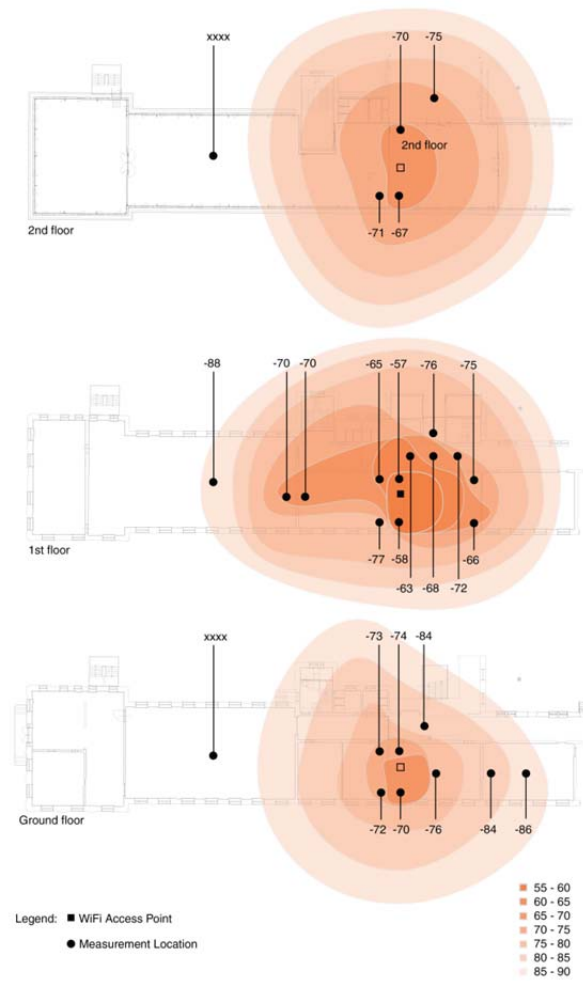 xxxx -70 -75
2nd floor
-71 -67
2nd floor
-88 -70 -70 -65 -57 -76 -75
1st floor
-77 -58 -66
-63 -68 -72
xxxx -73 -74 -84
Ground floor
-72 -70 -76 -84 -86
55 - 60
60 - 65
65 - 70
70 - 75
75 - 80
80 - 85
85 - 90
Legend: WiFi Access Point
Measurement Location